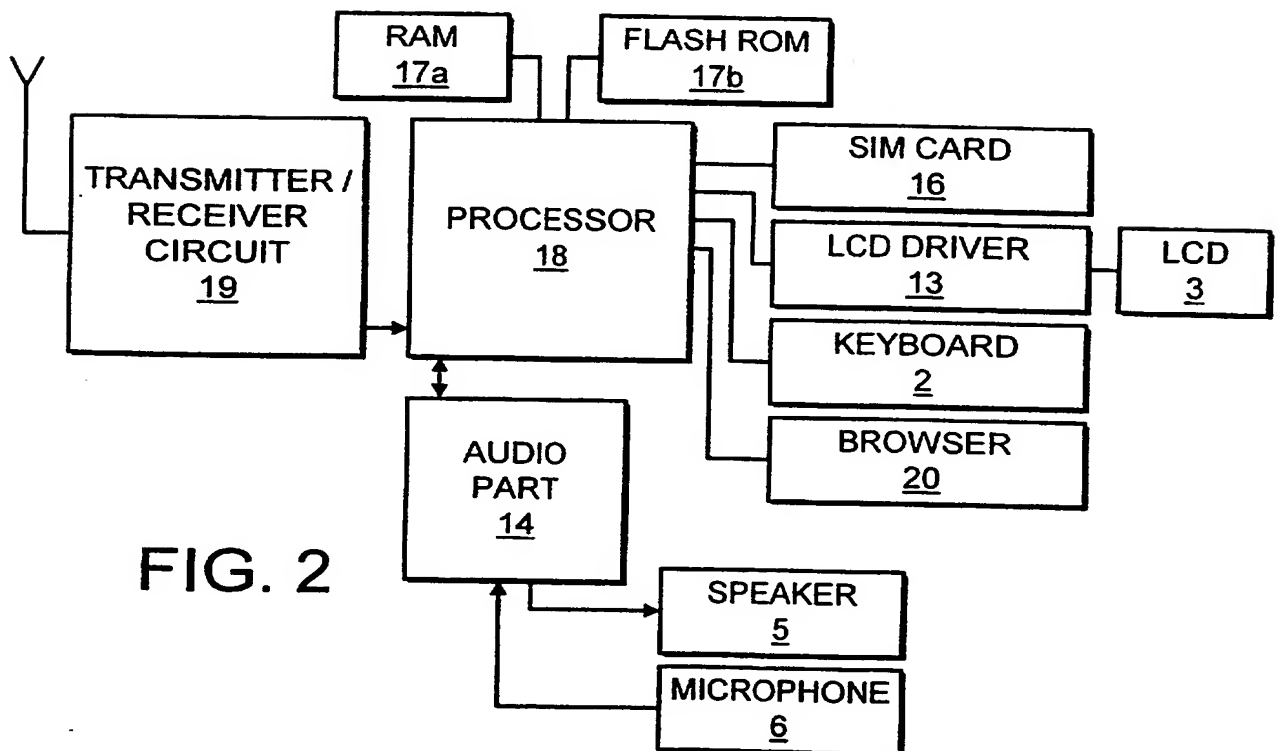 RAM
17a
FLASH ROM
17b
TRANSMITTER /
RECEIVER
CIRCUIT
19
PROCESSOR
18
SIM CARD
16
LCD DRIVER
13
LCD
3
KEYBOARD
2
BROWSER
20
AUDIO
PART
14
FIG. 2
SPEAKER
5
MICROPHONE
6